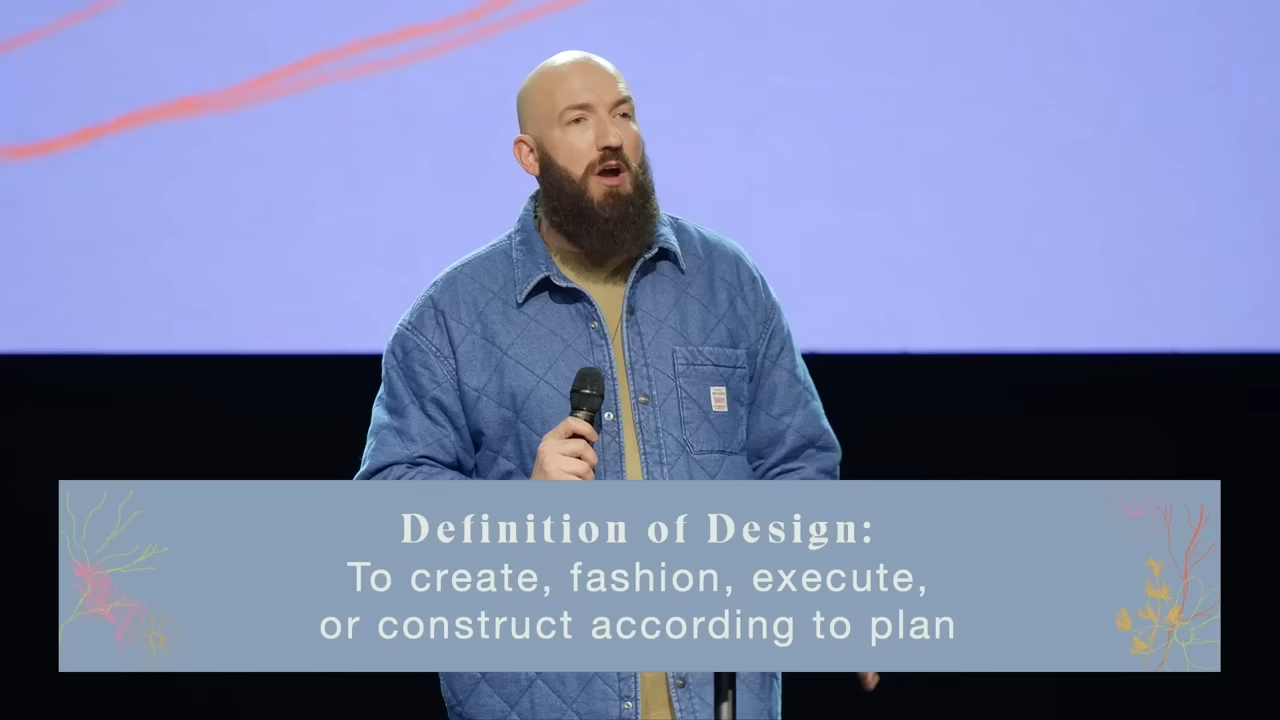 Definition of Design:
To create, fashion, execute,
or construct according to plan